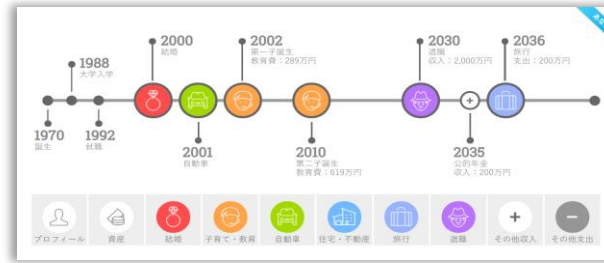 2000
結婚
2002
第一子誕生
教育費:289万円
2030
退職
収入:2,000万円
2036
旅行
支出:200万円
1988
大学入学
1970
誕生
1992
就職
2001
自動車
2010
第二子誕生
教育費:619万円
2035
公的年金
収入:200万円
プロフィール
資産
結婚
子育て・教育
自動車
住宅・不動産
旅行
退職
その他収入
その他支出